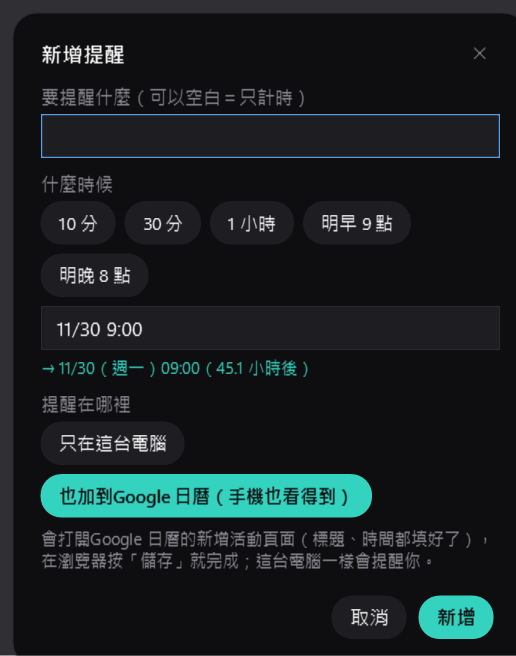 新增提醒
要提醒什麼（可以空白＝只計時）
什麼時候
10 分 30 分 1 小時 明早 9 點
明晚 8 點
11/30 9:00
→ 11/30（週一）09:00（45.1 小時後）
提醒在哪裡
只在這台電腦
也加到Google 日曆（手機也看得到）
會打開Google 日曆的新增活動頁面（標題、時間都填好了），
在瀏覽器按「儲存」就完成；這台電腦一樣會提醒你。
取消 新增